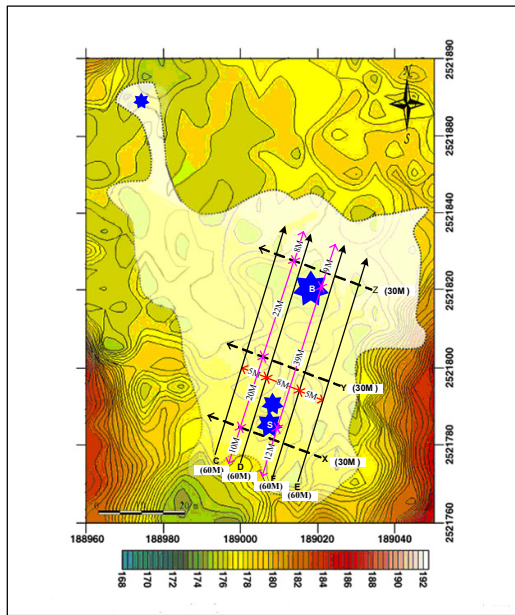 N
S
2521890
2521880
2521840
2521820
2521800
2521780
2521760
8M
9M
B
Z (30M)
22M
39M
5M
8M
5M
Y (30M)
20M
S
10M
12M
X (30M)
C
(60M)
D
(60M)
F
(60M)
E
(60M)
188960 188980 189000 189020 189040
168 170 172 174 176 178 180 182 184 186 188 190 192